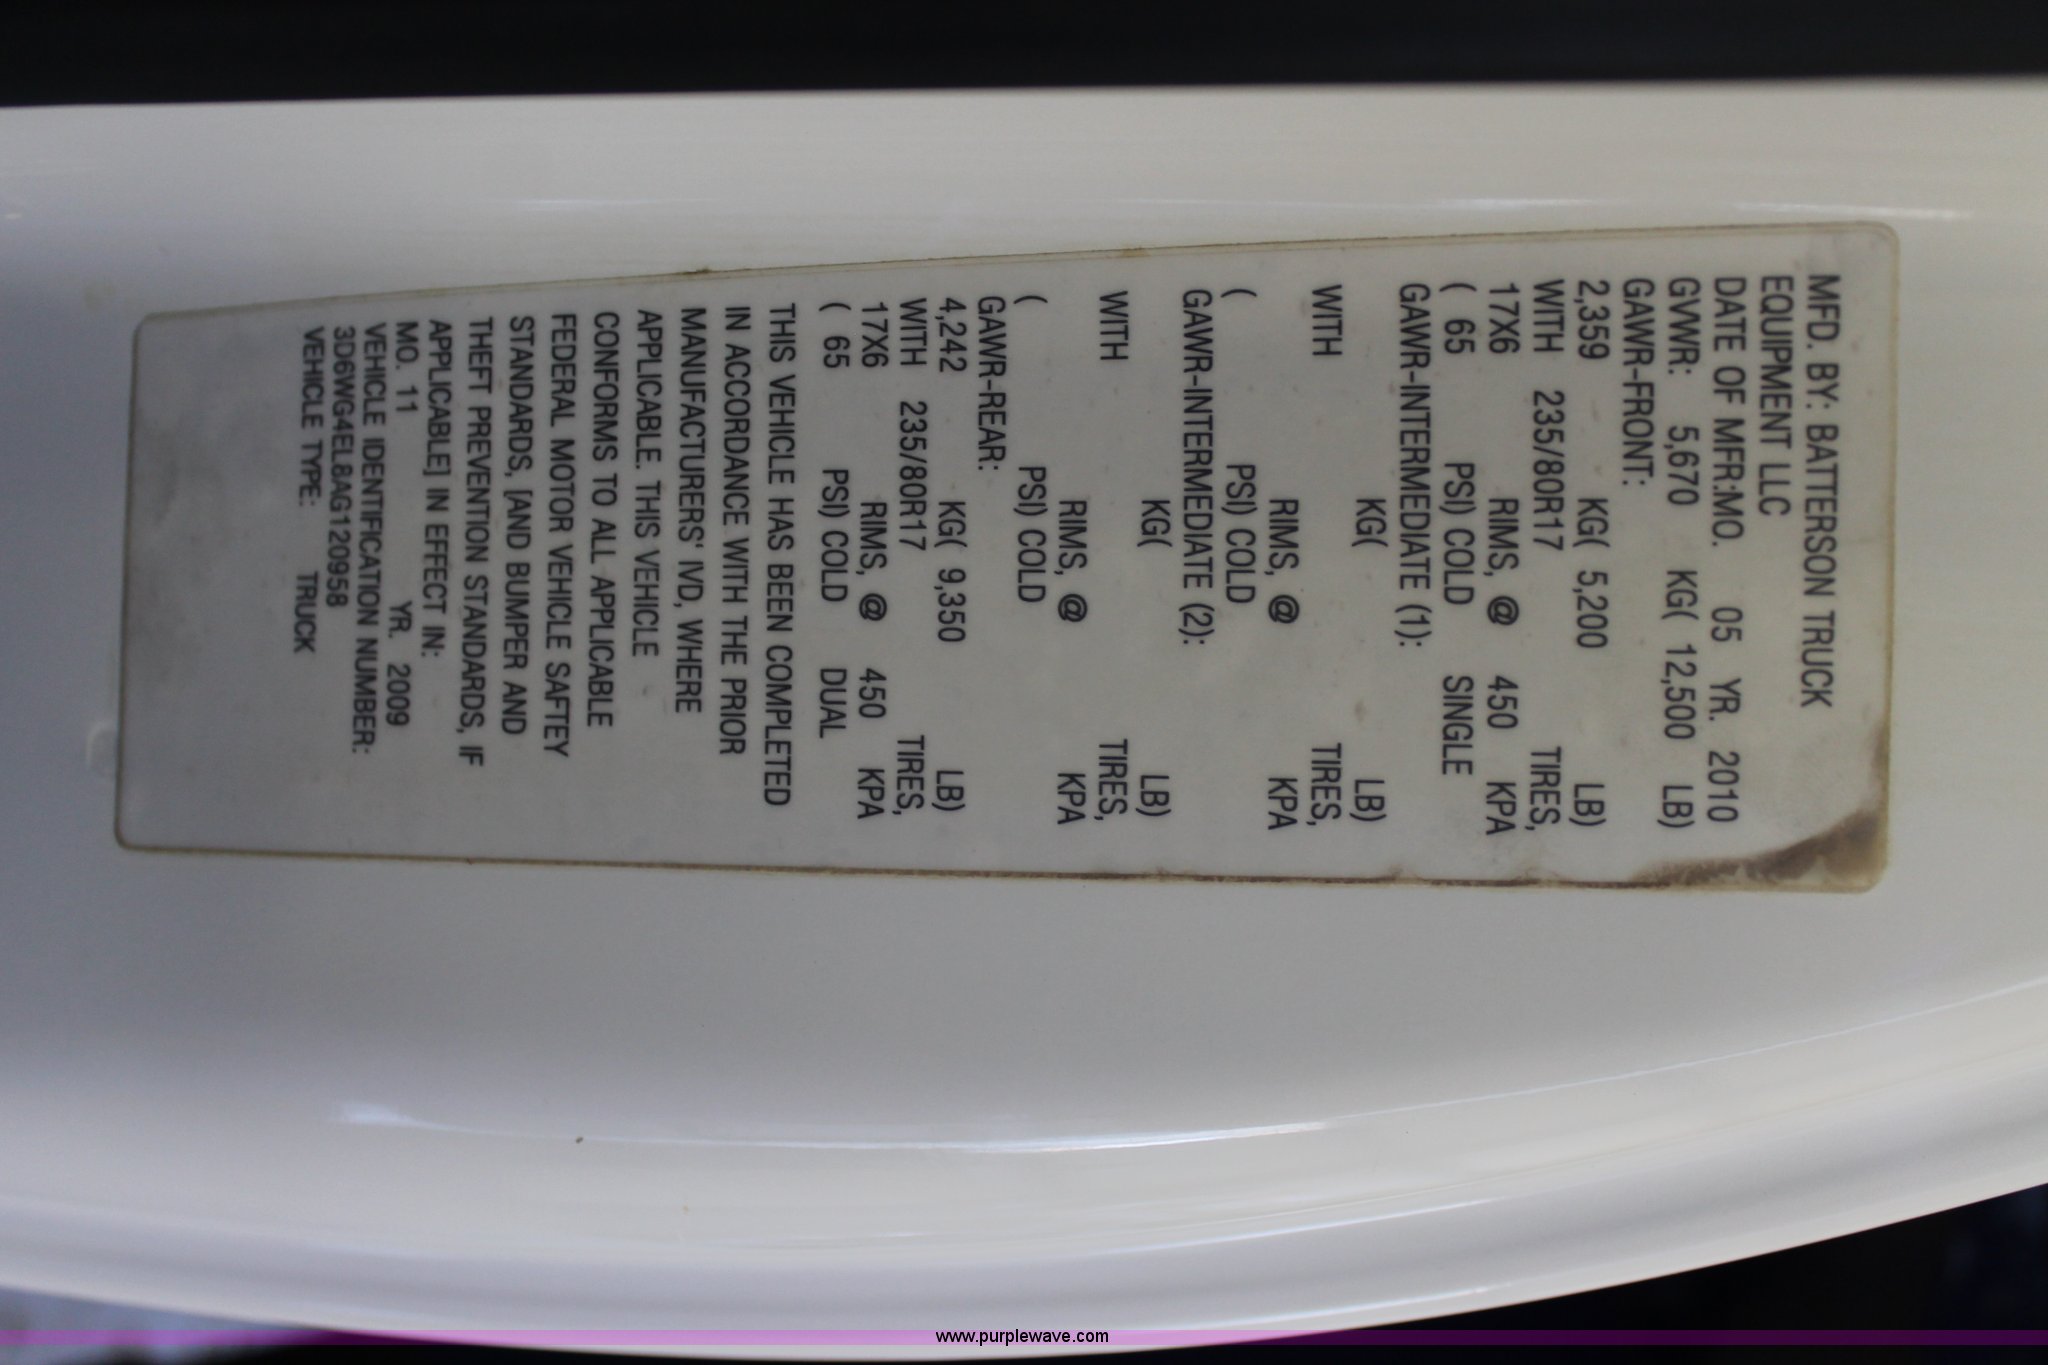 MFD. BY: BATTERSON TRUCK
EQUIPMENT LLC
DATE OF MFR:MO. 05 YR. 2010
GVWR: 5,670 KG( 12,500 LB)
GAWR-FRONT:
2,359 KG( 5,200 LB)
WITH 235/80R17 TIRES,
17X6 RIMS, @ 450 KPA
( 65 PSI) COLD SINGLE
GAWR-INTERMEDIATE (1):
KG( LB)
WITH TIRES,
RIMS, @ KPA
( PSI) COLD
GAWR-INTERMEDIATE (2):
KG( LB)
WITH TIRES,
RIMS, @ KPA
( PSI) COLD
GAWR-REAR:
4,242 KG( 9,350 LB)
WITH 235/80R17 TIRES,
17X6 RIMS, @ 450 KPA
( 65 PSI) COLD DUAL
THIS VEHICLE HAS BEEN COMPLETED
IN ACCORDANCE WITH THE PRIOR
MANUFACTURERS' IVD, WHERE
APPLICABLE. THIS VEHICLE
CONFORMS TO ALL APPLICABLE
FEDERAL MOTOR VEHICLE SAFTEY
STANDARDS, [AND BUMPER AND
THEFT PREVENTION STANDARDS, IF
APPLICABLE] IN EFFECT IN:
MO. 11 YR. 2009
VEHICLE IDENTIFICATION NUMBER:
3D6WG4EL8AG120958
VEHICLE TYPE: TRUCK
www.purplewave.com